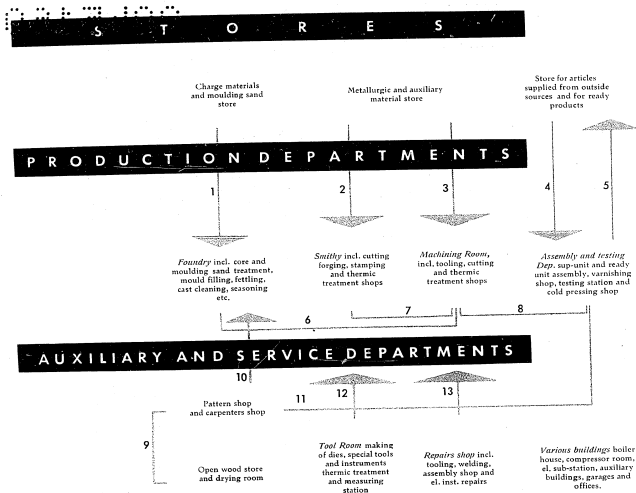 STORES
Charge materials
and moulding sand
store
Metallurgic and auxiliary
material store
Store for articles
supplied from outside
sources and for ready
products
PRODUCTION DEPARTMENTS
1
2
3
4
5
Foundry incl. core and
moulding sand treatment,
mould filling, fettling,
cast cleaning, seasoning
etc.
Smithy incl. cutting
forging, stamping
and thermic
treatment shops
Machining Room,
incl. tooling, cutting
and thermic
treatment shops
Assembly and testing
Dep. sup-unit and ready
unit assembly, varnishing
shop, testing station and
cold pressing shop
6
7
8
AUXILIARY AND SERVICE DEPARTMENTS
10
11
12
13
Pattern shop
and carpenters shop
9
Open wood store
and drying room
Tool Room making
of dies, special tools
and instruments
thermic treatment
and measuring
station
Repairs shop incl.
tooling, welding,
assembly shop and
el. inst. repairs
Various buildings boiler
house, compressor room,
el. sub-station, auxiliary
buildings, garages and
offices.